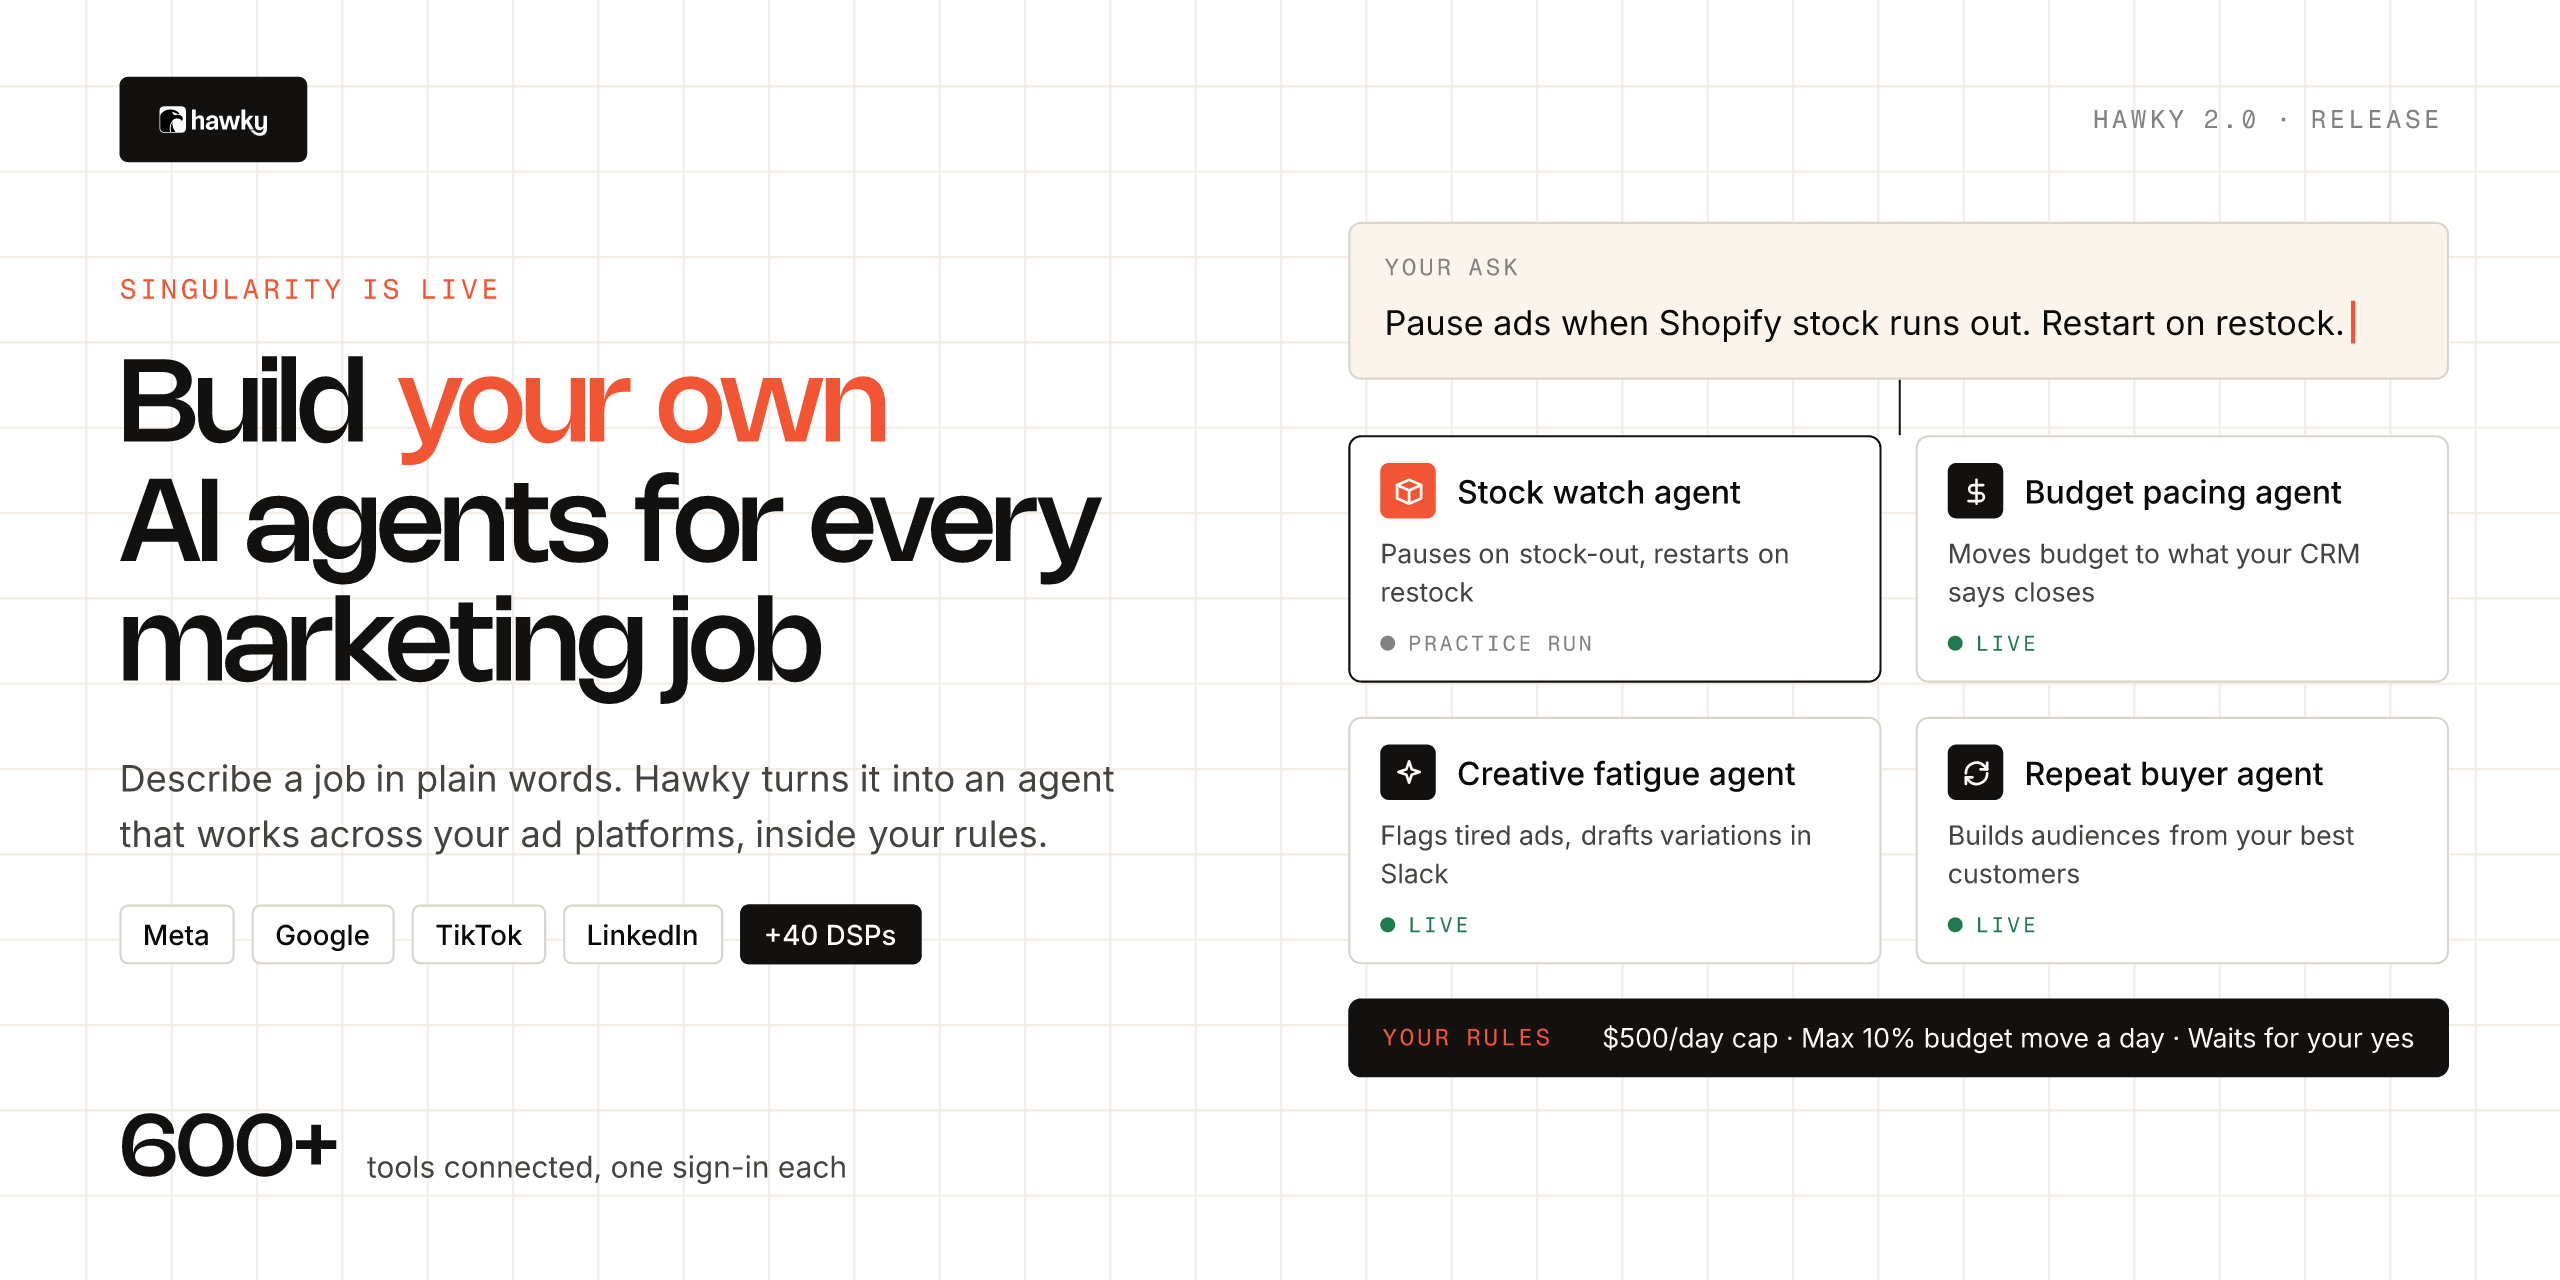 hawky
HAWKY 2.0 · RELEASE
SINGULARITY IS LIVE
Build your own
AI agents for every
marketing job
Describe a job in plain words. Hawky turns it into an agent
that works across your ad platforms, inside your rules.
Meta
Google
TikTok
LinkedIn
+40 DSPs
600+ tools connected, one sign-in each
YOUR ASK
Pause ads when Shopify stock runs out. Restart on restock.
Stock watch agent
Pauses on stock-out, restarts on
restock
PRACTICE RUN
Budget pacing agent
Moves budget to what your CRM
says closes
LIVE
Creative fatigue agent
Flags tired ads, drafts variations in
Slack
LIVE
Repeat buyer agent
Builds audiences from your best
customers
LIVE
YOUR RULES $500/day cap · Max 10% budget move a day · Waits for your yes